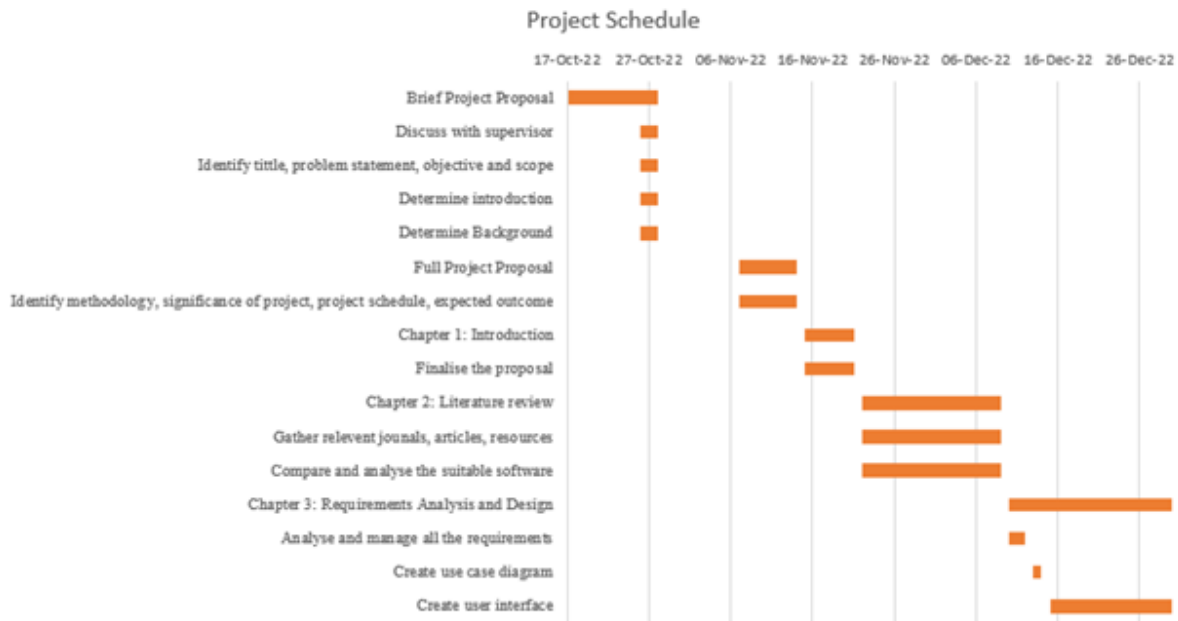 Project Schedule
17-Oct-22 27-Oct-22 06-Nov-22 16-Nov-22 26-Nov-22 06-Dec-22 16-Dec-22 26-Dec-22
Brief Project Proposal
Discuss with supervisor
Identify tittle, problem statement, objective and scope
Determine introduction
Determine Background
Full Project Proposal
Identify methodology, significance of project, project schedule, expected outcome
Chapter 1: Introduction
Finalise the proposal
Chapter 2: Literature review
Gather relevent jounals, articles, resources
Compare and analyse the suitable software
Chapter 3: Requirements Analysis and Design
Analyse and manage all the requirements
Create use case diagram
Create user interface